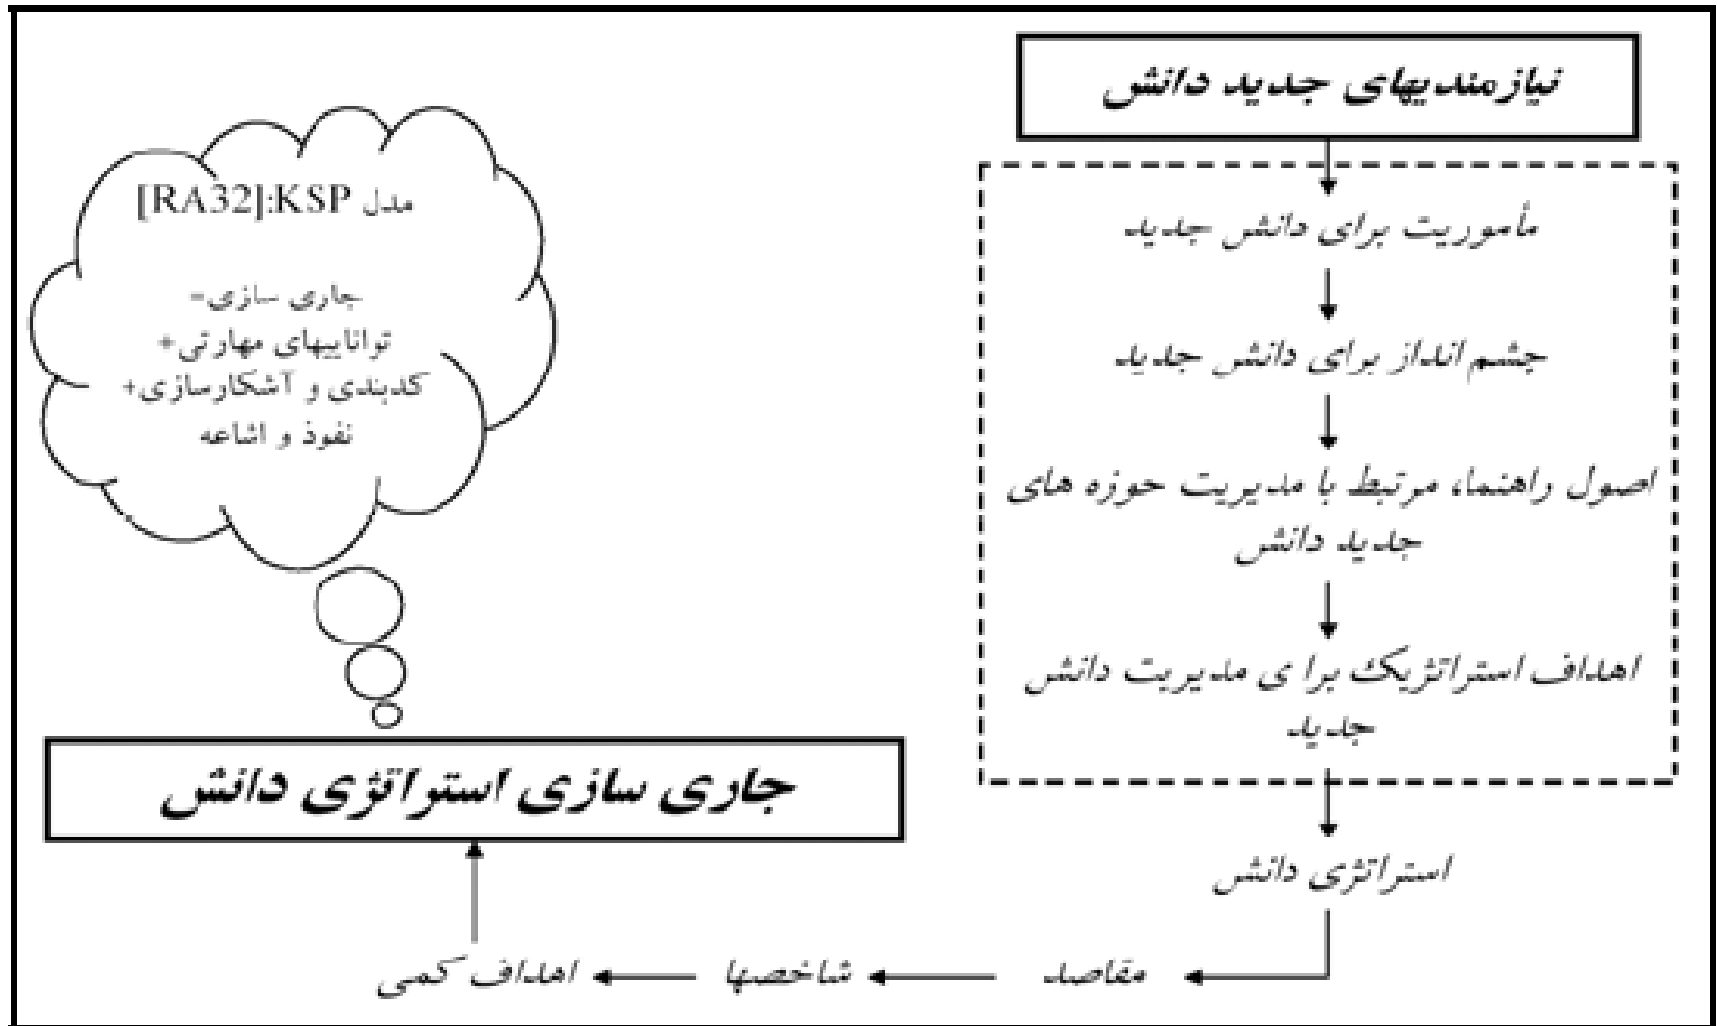 نیازمندیهای جدید دانش
مأموریت برای دانش جدید
چشم انداز برای دانش جدید
اصول راهنما، مرتبط با مدیریت حوزه های
جدید دانش
اهداف استراتژیک برا ی مدیریت دانش
جدید
استراتژی دانش
مقاصد
شاخصها
اهداف کمی
جاری سازی استراتژی دانش
مدل KSP:[RA32]
جاری سازی=
تواناییهای مهارتی+
کدبندی و آشکارسازی+
نفوذ و اشاعه